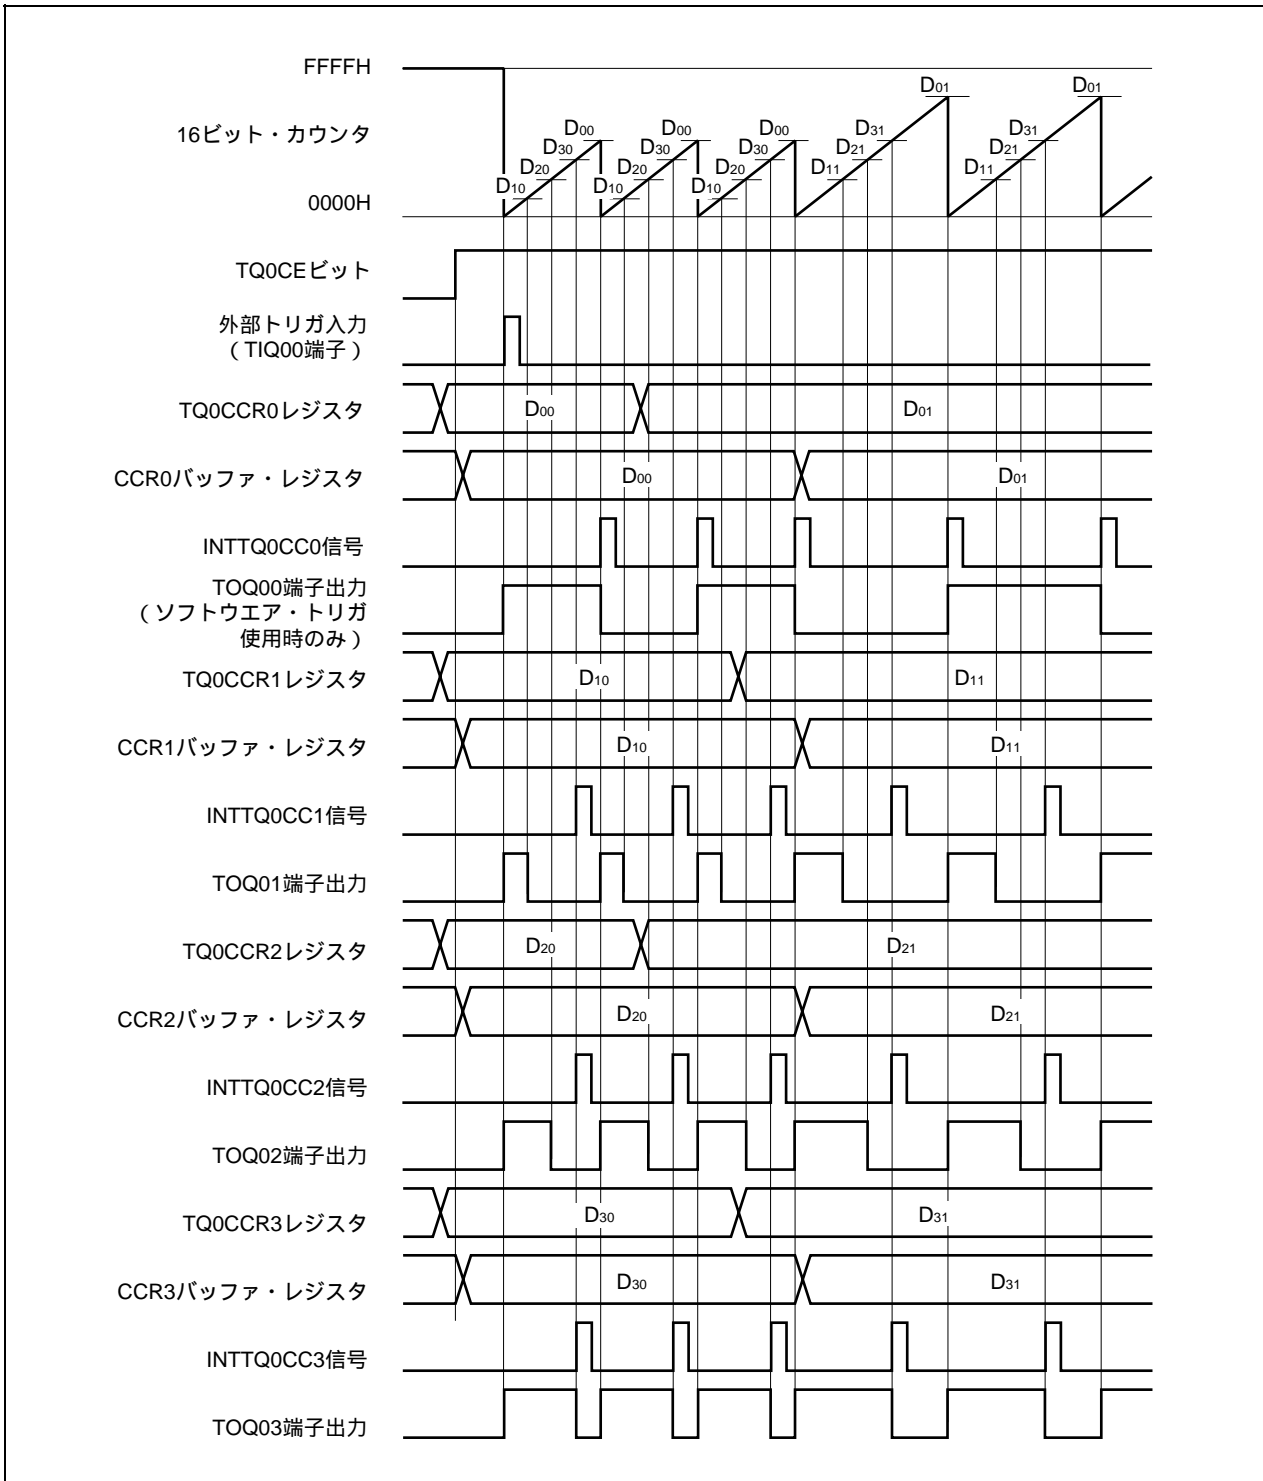 FFFFH
16ビット・カウンタ
0000H
D10 D20 D30 D00 D10 D20 D30 D00 D10 D20 D30 D00 D11 D21 D31 D01 D11 D21 D31 D01
TQ0CEビット
外部トリガ入力
（TIQ00端子）
TQ0CCR0レジスタ D00 D01
CCR0バッファ・レジスタ D00 D01
INTTQ0CC0信号
TOQ00端子出力
（ソフトウエア・トリガ
使用時のみ）
TQ0CCR1レジスタ D10 D11
CCR1バッファ・レジスタ D10 D11
INTTQ0CC1信号
TOQ01端子出力
TQ0CCR2レジスタ D20 D21
CCR2バッファ・レジスタ D20 D21
INTTQ0CC2信号
TOQ02端子出力
TQ0CCR3レジスタ D30 D31
CCR3バッファ・レジスタ D30 D31
INTTQ0CC3信号
TOQ03端子出力